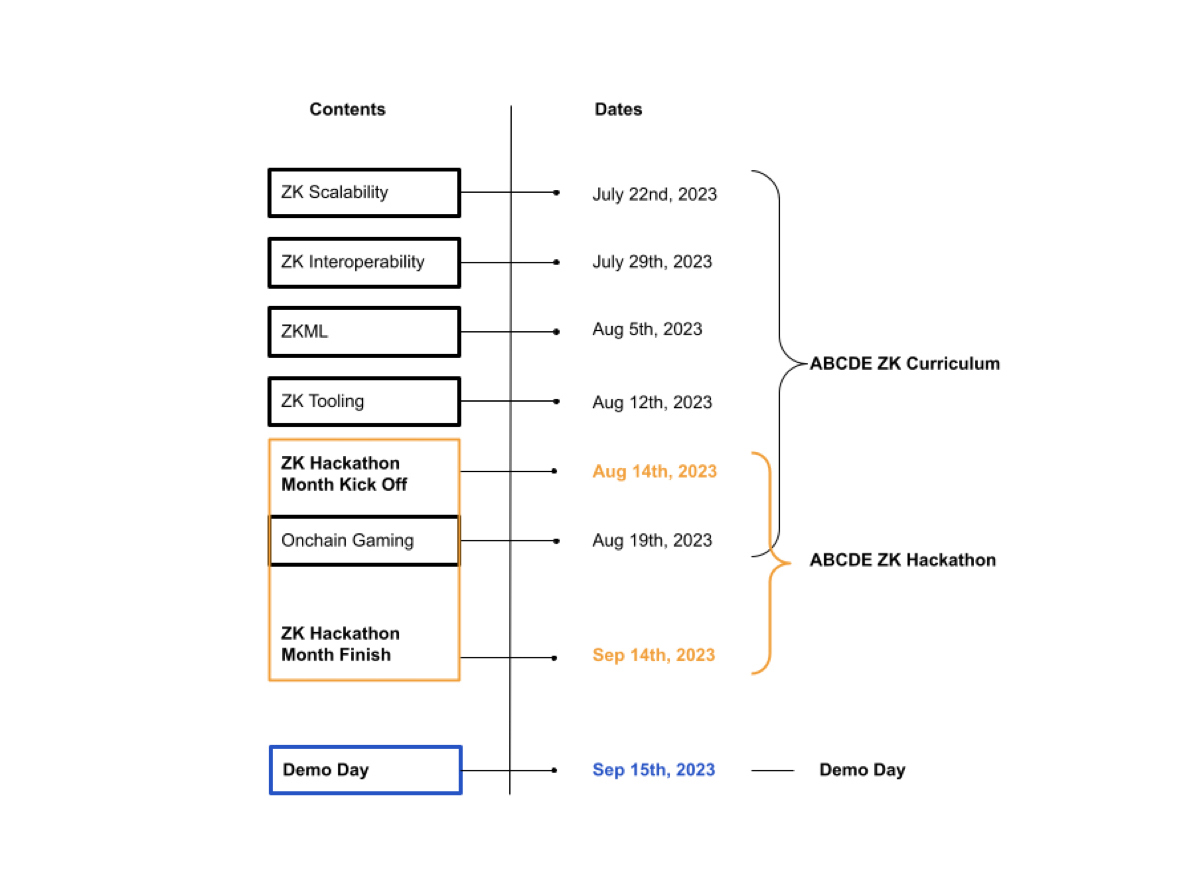 Contents
Dates
ZK Scalability
July 22nd, 2023
ZK Interoperability
July 29th, 2023
ZKML
Aug 5th, 2023
ABCDE ZK Curriculum
ZK Tooling
Aug 12th, 2023
ZK Hackathon
Month Kick Off
Aug 14th, 2023
Onchain Gaming
Aug 19th, 2023
ABCDE ZK Hackathon
ZK Hackathon
Month Finish
Sep 14th, 2023
Demo Day
Sep 15th, 2023
Demo Day